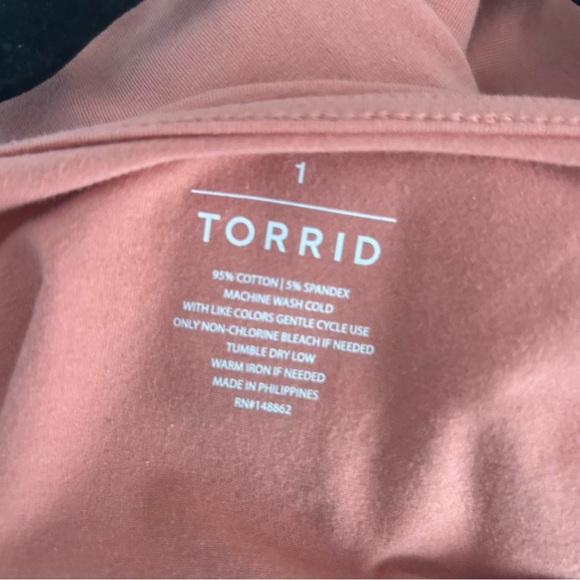 1
TORRID
95% COTTON | 5% SPANDEX
MACHINE WASH COLD
WITH LIKE COLORS GENTLE CYCLE USE
ONLY NON-CHLORINE BLEACH IF NEEDED
TUMBLE DRY LOW
WARM IRON IF NEEDED
MADE IN PHILIPPINES
RN#148862